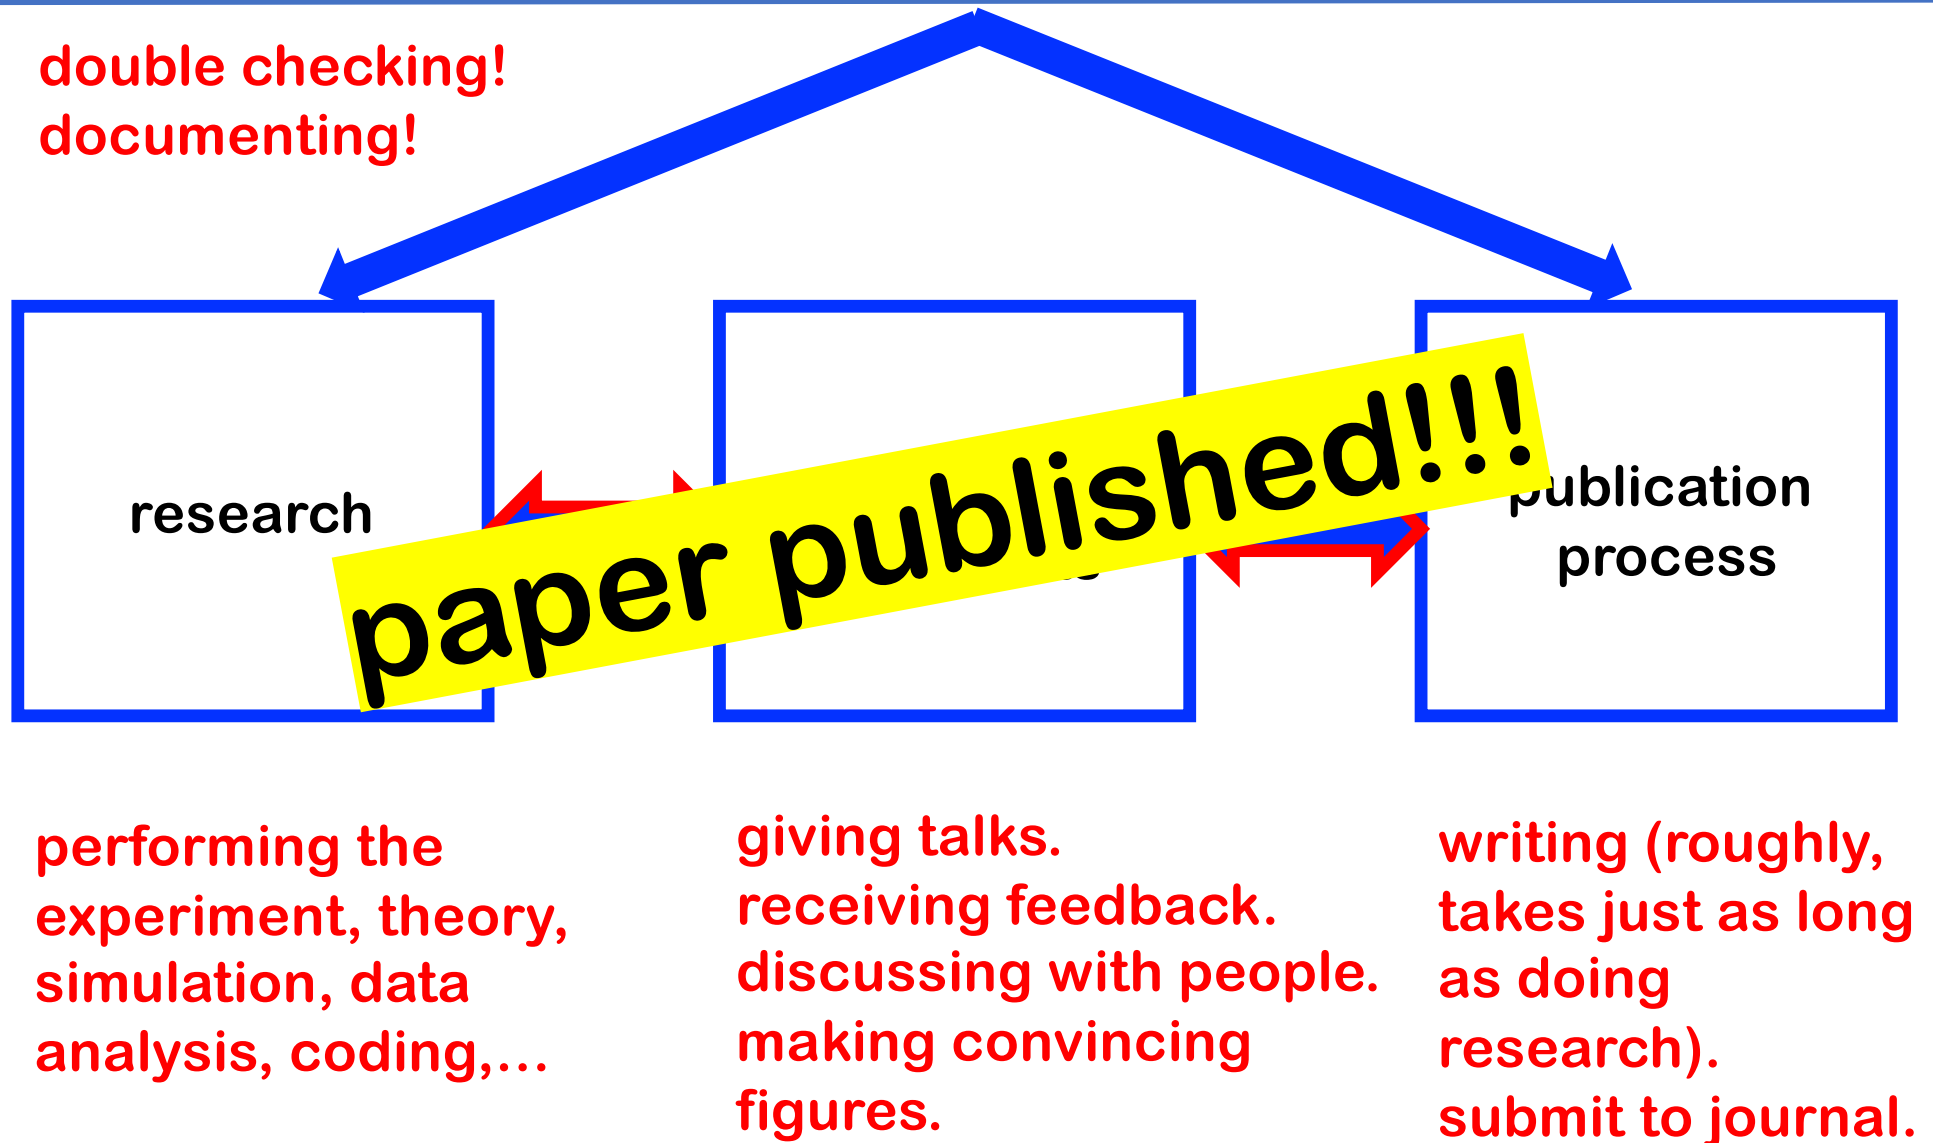 double checking!
documenting!
research
paper published!!!
publication
process
performing the
experiment, theory,
simulation, data
analysis, coding,...
giving talks.
receiving feedback.
discussing with people.
making convincing
figures.
writing (roughly,
takes just as long
as doing
research).
submit to journal.